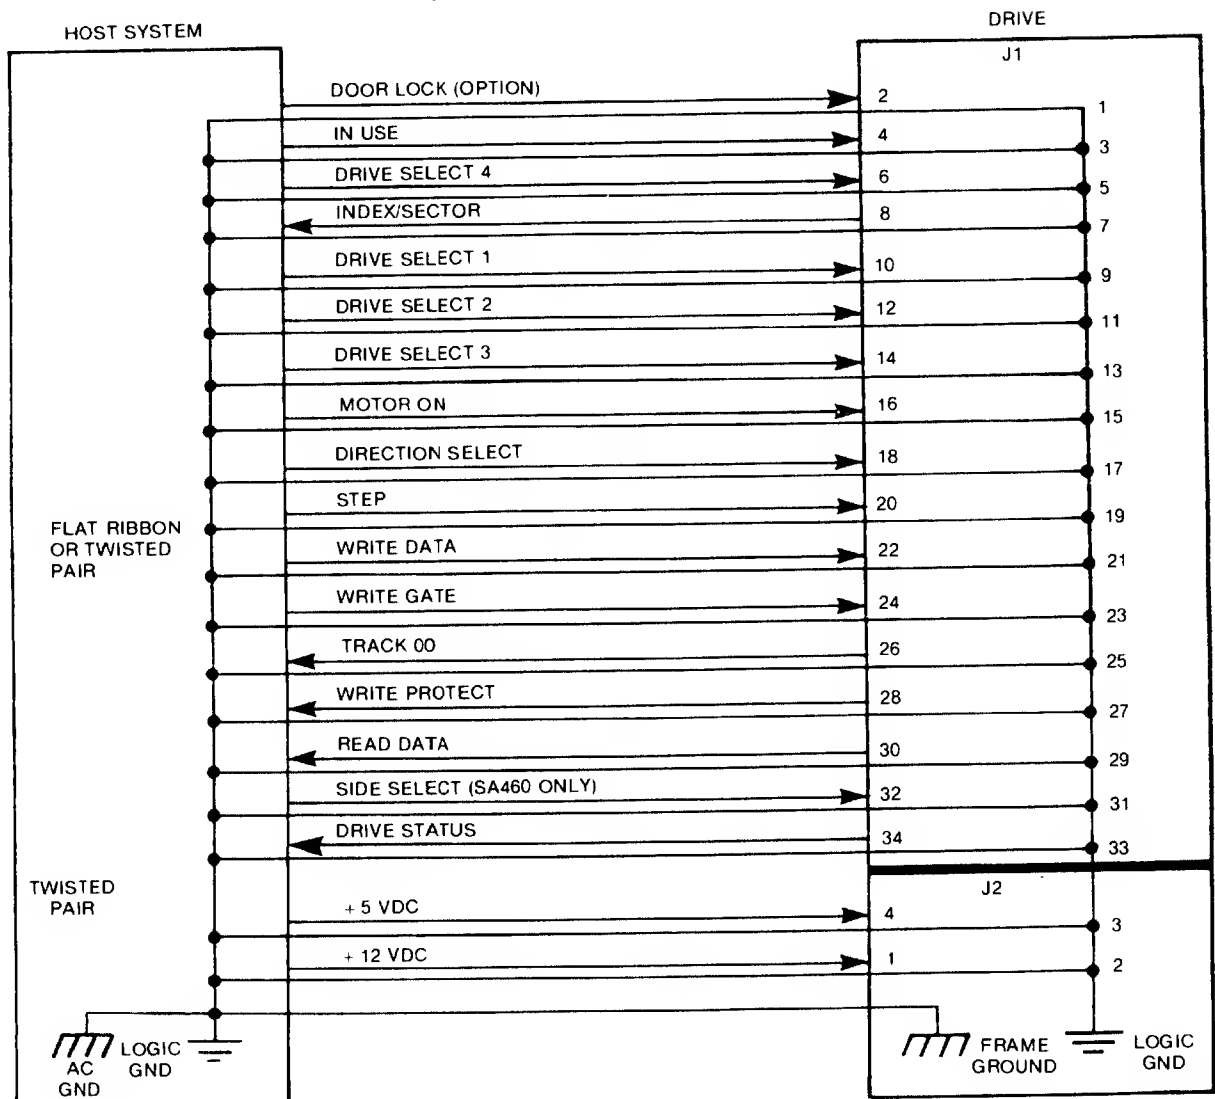 HOST SYSTEM
DRIVE
J1
DOOR LOCK (OPTION)
2
1
IN USE
4
3
DRIVE SELECT 4
6
5
INDEX/SECTOR
8
7
DRIVE SELECT 1
10
9
DRIVE SELECT 2
12
11
DRIVE SELECT 3
14
13
MOTOR ON
16
15
DIRECTION SELECT
18
17
STEP
20
19
FLAT RIBBON
OR TWISTED
PAIR
WRITE DATA
22
21
WRITE GATE
24
23
TRACK 00
26
25
WRITE PROTECT
28
27
READ DATA
30
29
SIDE SELECT (SA460 ONLY)
32
31
DRIVE STATUS
34
33
J2
TWISTED
PAIR
+ 5 VDC
4
3
+ 12 VDC
1
2
AC
GND
LOGIC
GND
FRAME
GROUND
LOGIC
GND